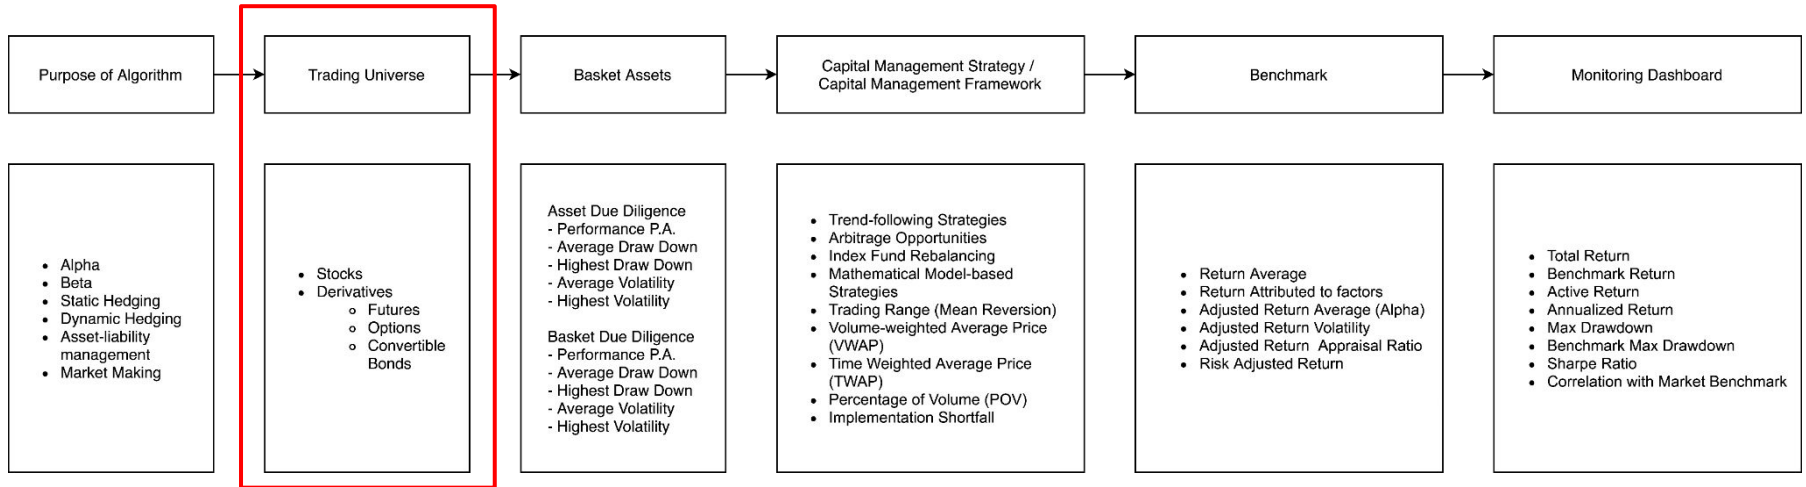 Purpose of Algorithm
Trading Universe
Basket Assets
Capital Management Strategy /
Capital Management Framework
Benchmark
Monitoring Dashboard
• Alpha
• Beta
• Static Hedging
• Dynamic Hedging
• Asset-liability
management
• Market Making
• Stocks
• Derivatives
o Futures
o Options
o Convertible
Bonds
Asset Due Diligence
- Performance P.A.
- Average Draw Down
- Highest Draw Down
- Average Volatility
- Highest Volatility
Basket Due Diligence
- Performance P.A.
- Average Draw Down
- Highest Draw Down
- Average Volatility
- Highest Volatility
• Trend-following Strategies
• Arbitrage Opportunities
• Index Fund Rebalancing
• Mathematical Model-based
Strategies
• Trading Range (Mean Reversion)
• Volume-weighted Average Price
(VWAP)
• Time Weighted Average Price
(TWAP)
• Percentage of Volume (POV)
• Implementation Shortfall
• Return Average
• Return Attributed to factors
• Adjusted Return Average (Alpha)
• Adjusted Return Volatility
• Adjusted Return Appraisal Ratio
• Risk Adjusted Return
• Total Return
• Benchmark Return
• Active Return
• Annualized Return
• Max Drawdown
• Benchmark Max Drawdown
• Sharpe Ratio
• Correlation with Market Benchmark